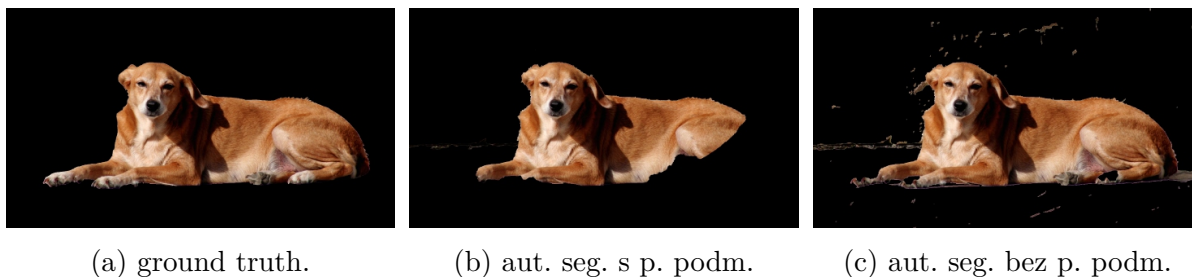 (a) ground truth.
(b) aut. seg. s p. podm.
(c) aut. seg. bez p. podm.